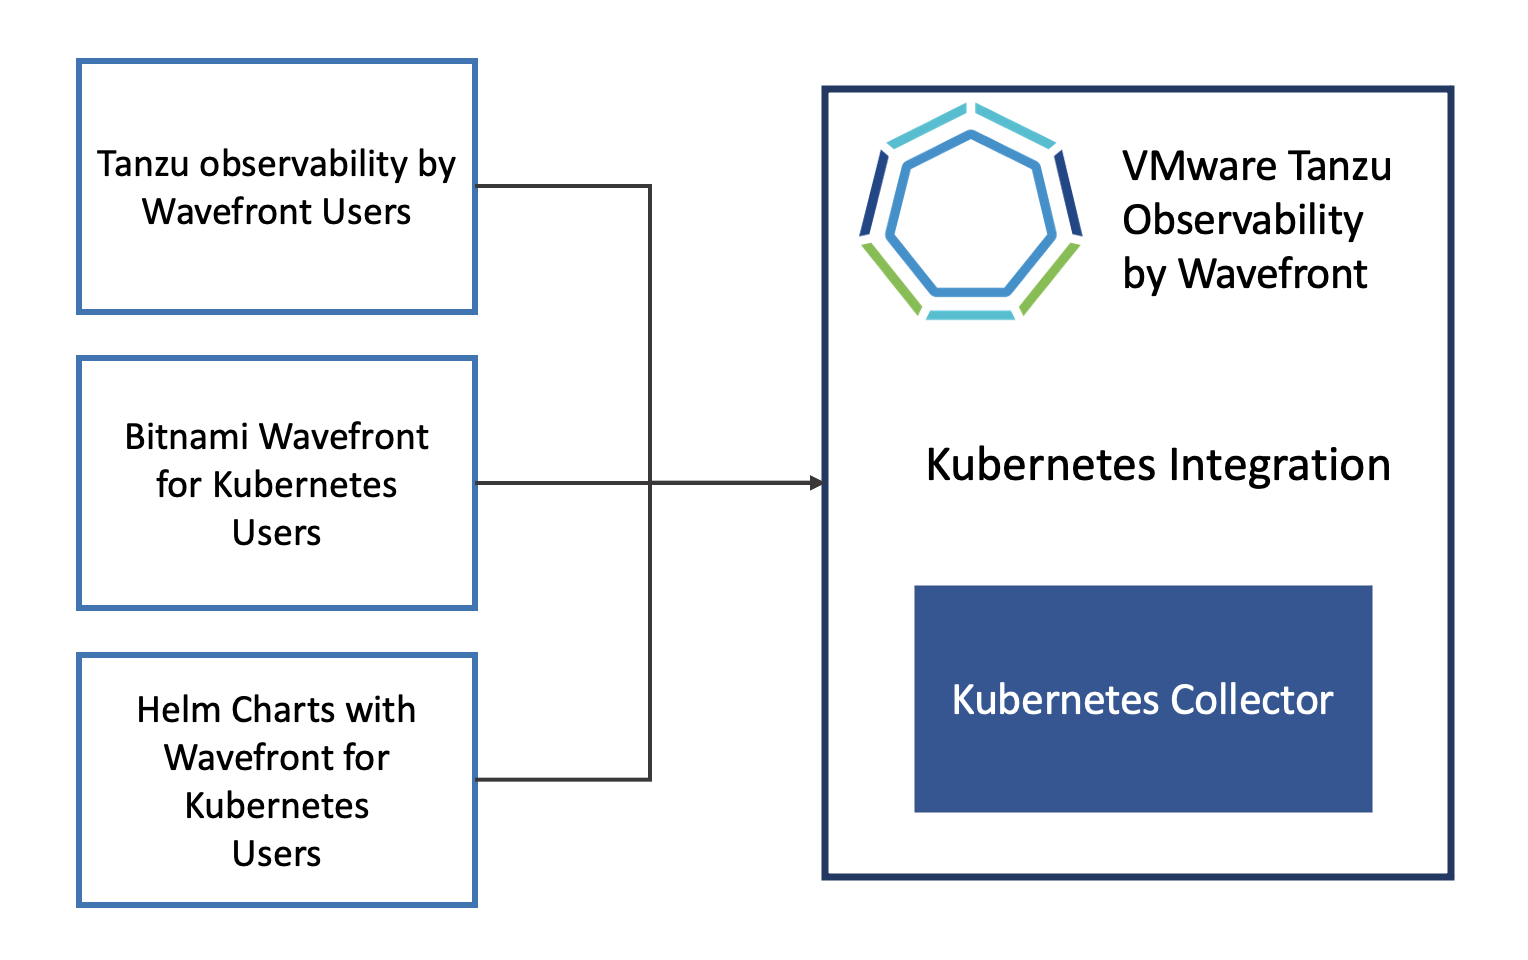 Tanzu observability by
Wavefront Users
Bitnami Wavefront
for Kubernetes
Users
Helm Charts with
Wavefront for
Kubernetes
Users
VMware Tanzu
Observability
by Wavefront
Kubernetes Integration
Kubernetes Collector